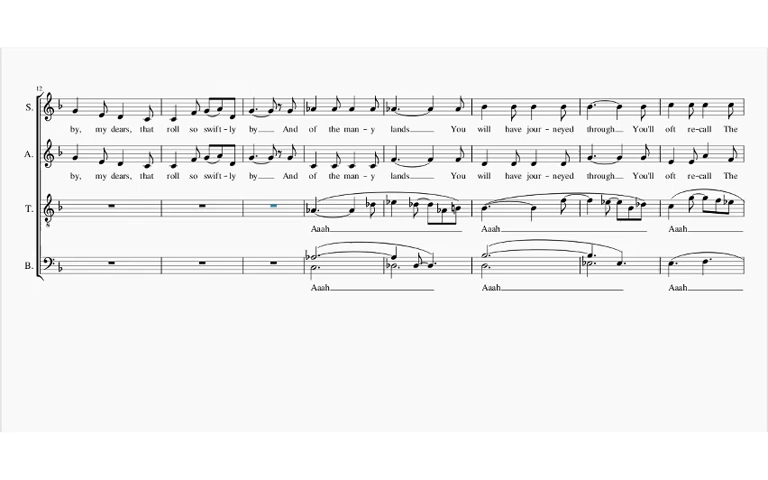 12
S.
by, my dears, that roll so swift - ly by And of the man - y lands You will have jour - neyed through You'll oft re-call The
A.
by, my dears, that roll so swift - ly by And of the man - y lands You will have jour - neyed through You'll oft re-call The
T.
8
Aaah Aaah Aaah
B.
Aaah Aaah Aaah